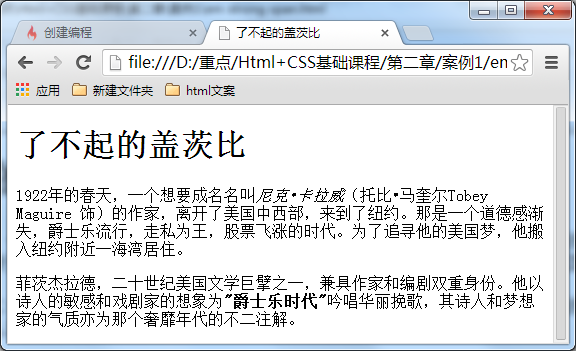 创建编程
了不起的盖茨比
file:///D:/重点/Html+CSS基础课程/第二章/案例1/en
应用 新建文件夹 html文案
了不起的盖茨比
1922年的春天，一个想要成名名叫尼克•卡拉威（托比•马奎尔Tobey
Maguire 饰）的作家，离开了美国中西部，来到了纽约。那是一个道德感渐
失，爵士乐流行，走私为王，股票飞涨的时代。为了追寻他的美国梦，他搬
入纽约附近一海湾居住。
菲茨杰拉德，二十世纪美国文学巨擘之一，兼具作家和编剧双重身份。他以
诗人的敏感和戏剧家的想象为"爵士乐时代"吟唱华丽挽歌，其诗人和梦想
家的气质亦为那个奢靡年代的不二注解。